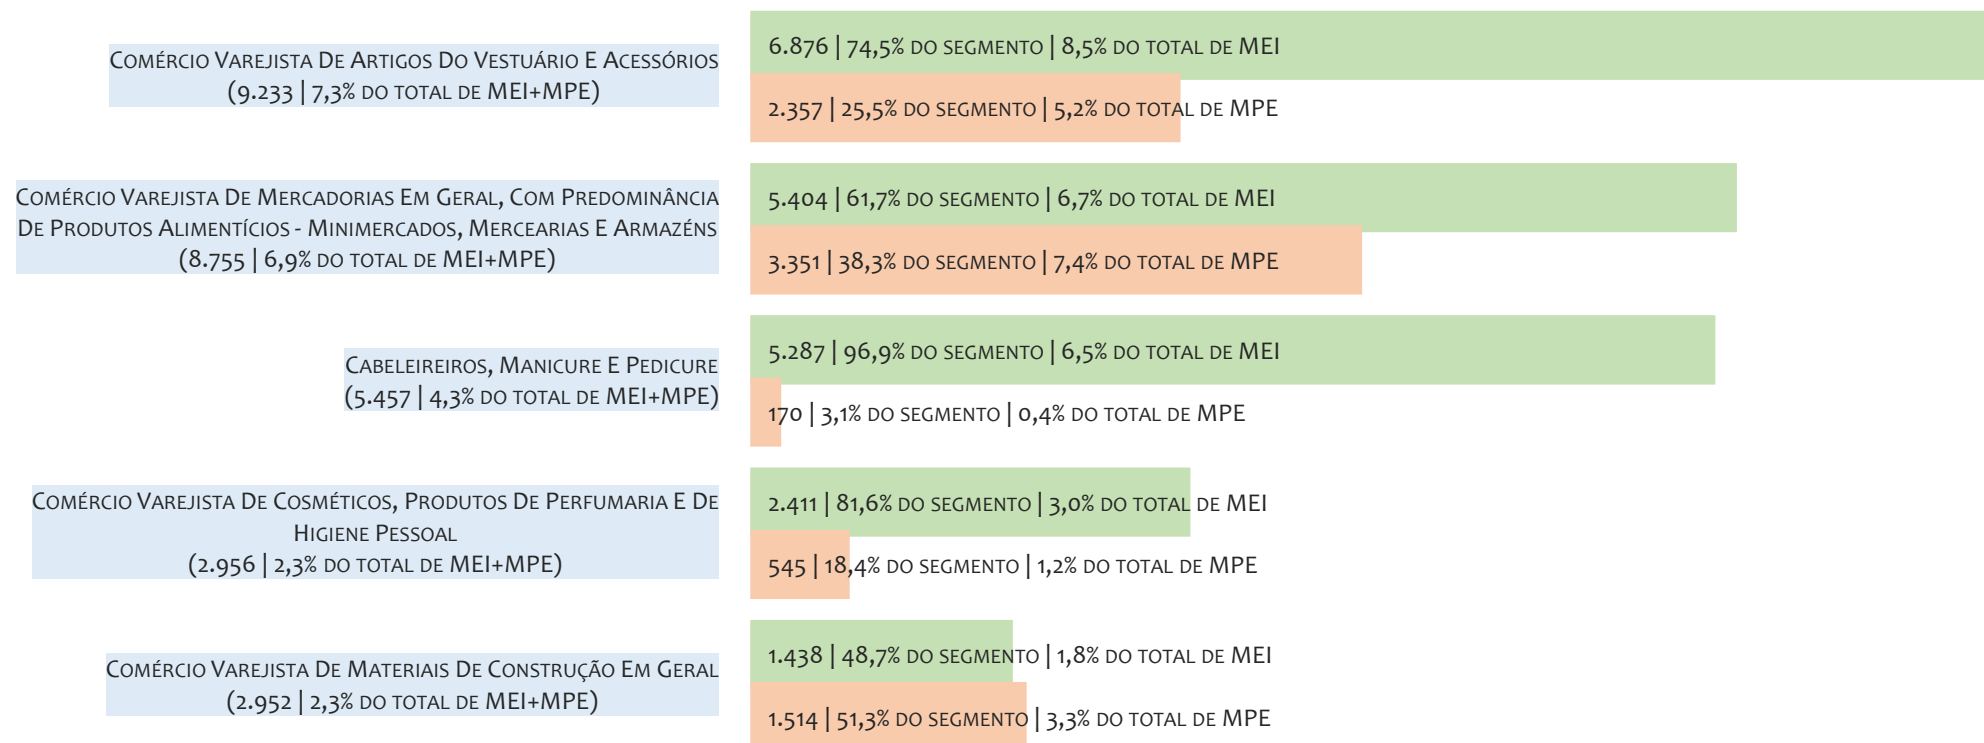 Comércio Varejista De Artigos Do Vestuário E Acessórios
(9.233 | 7,3% do total de MEI+MPE)
6.876 | 74,5% do segmento | 8,5% do total de MEI
2.357 | 25,5% do segmento | 5,2% do total de MPE
Comércio Varejista De Mercadorias Em Geral, Com Predominância
De Produtos Alimentícios - Minimercados, Mercearias E Armazéns
(8.755 | 6,9% do total de MEI+MPE)
5.404 | 61,7% do segmento | 6,7% do total de MEI
3.351 | 38,3% do segmento | 7,4% do total de MPE
Cabeleireiros, Manicure E Pedicure
(5.457 | 4,3% do total de MEI+MPE)
5.287 | 96,9% do segmento | 6,5% do total de MEI
170 | 3,1% do segmento | 0,4% do total de MPE
Comércio Varejista De Cosméticos, Produtos De Perfumaria E De
Higiene Pessoal
(2.956 | 2,3% do total de MEI+MPE)
2.411 | 81,6% do segmento | 3,0% do total de MEI
545 | 18,4% do segmento | 1,2% do total de MPE
Comércio Varejista De Materiais De Construção Em Geral
(2.952 | 2,3% do total de MEI+MPE)
1.438 | 48,7% do segmento | 1,8% do total de MEI
1.514 | 51,3% do segmento | 3,3% do total de MPE